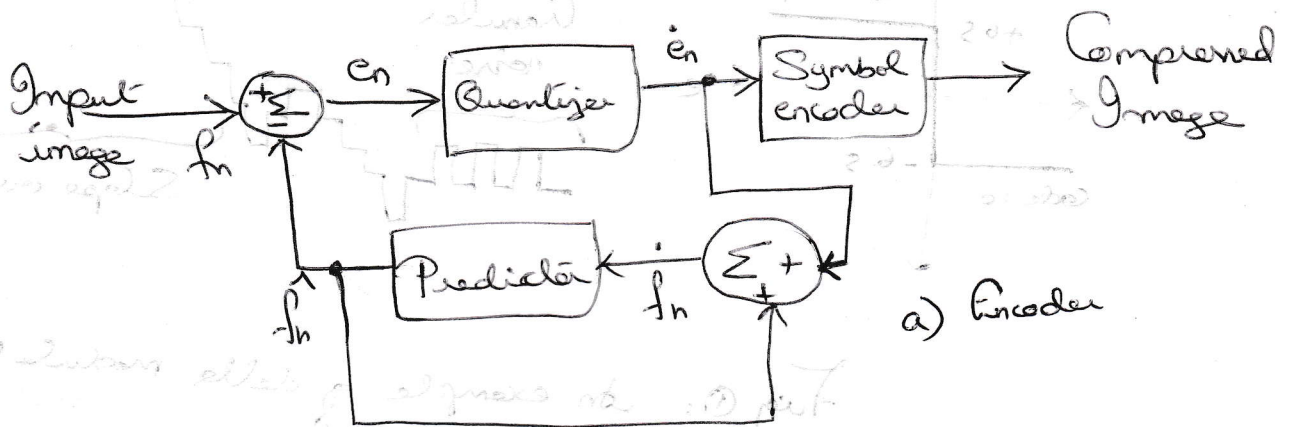 Input
image
fn
+
Σ
-
en
Quantizer
ėn
Symbol
encoder
Compressed
Image
f̂n
Predictor
ḟn
Σ +
+
a) Encoder